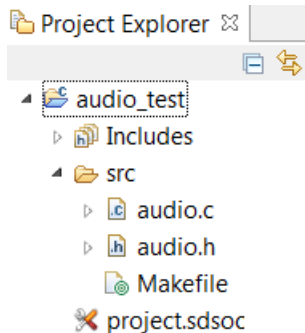 Project Explorer
audio_test
Includes
src
audio.c
audio.h
Makefile
project.sdsoc